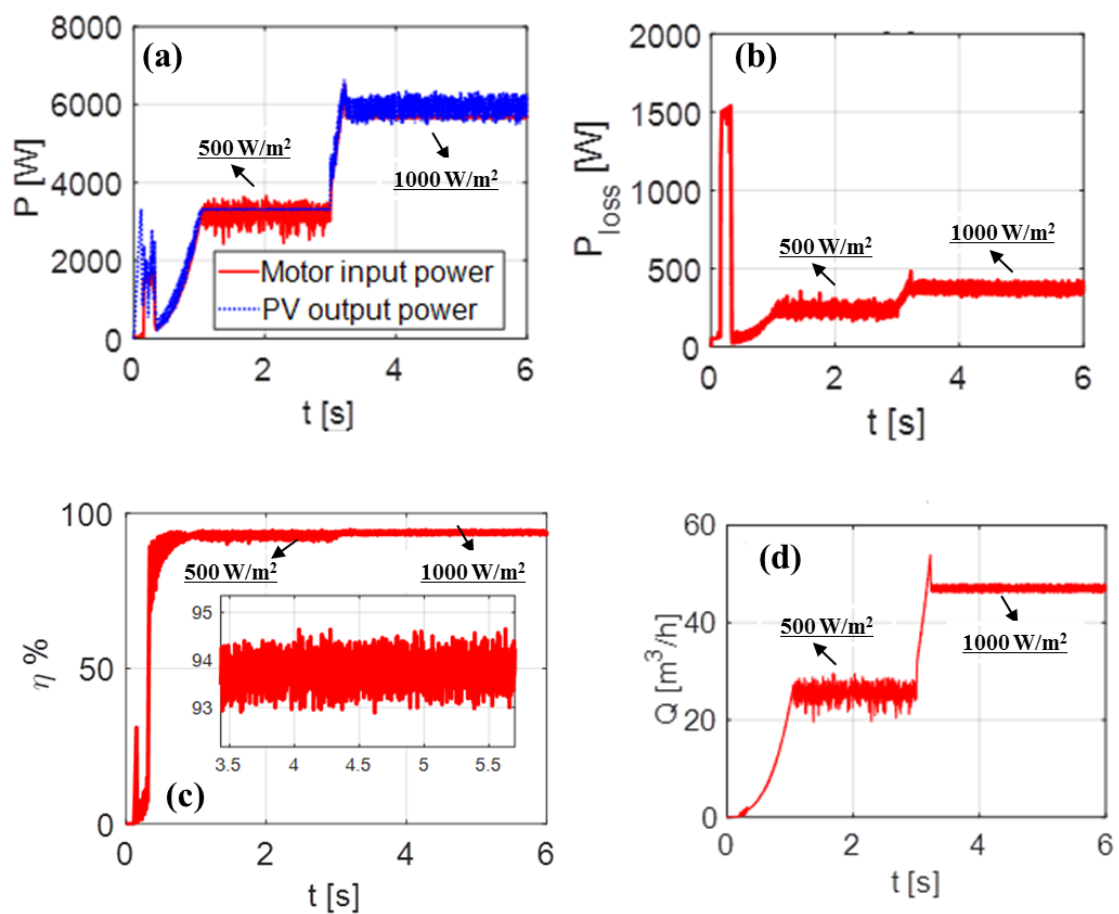 (a)
P [W]
8000
6000
4000
2000
0
500 W/m²
1000 W/m²
Motor input power
PV output power
0 2 4 6
t [s]
(b)
P_loss [W]
2000
1500
1000
500
0
500 W/m²
1000 W/m²
0 2 4 6
t [s]
(c)
η %
100
50
0
500 W/m²
1000 W/m²
95
94
93
3.5 4 4.5 5 5.5
0 2 4 6
t [s]
(d)
Q [m³/h]
60
40
20
0
500 W/m²
1000 W/m²
0 2 4 6
t [s]